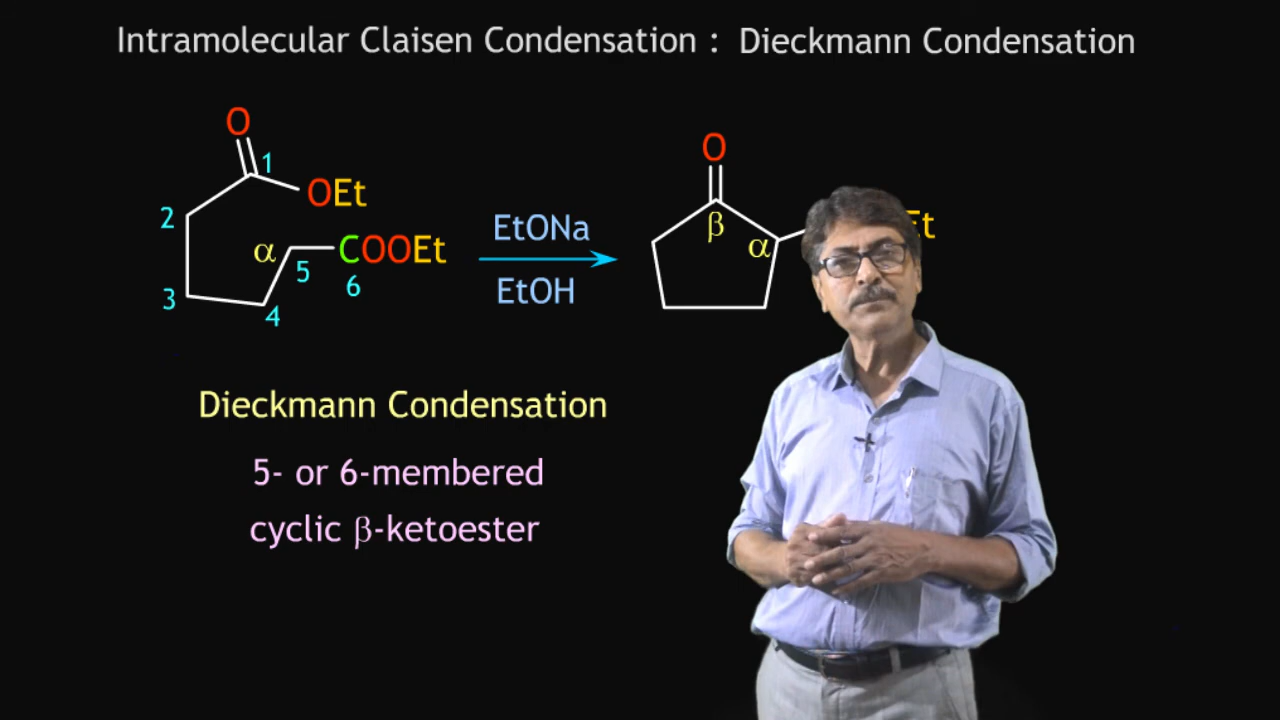 Intramolecular Claisen Condensation : Dieckmann Condensation
O
1
OEt
2
α
COOEt
5
6
3
4
EtONa
EtOH
O
β
α
Et
Dieckmann Condensation
5- or 6-membered
cyclic β-ketoester